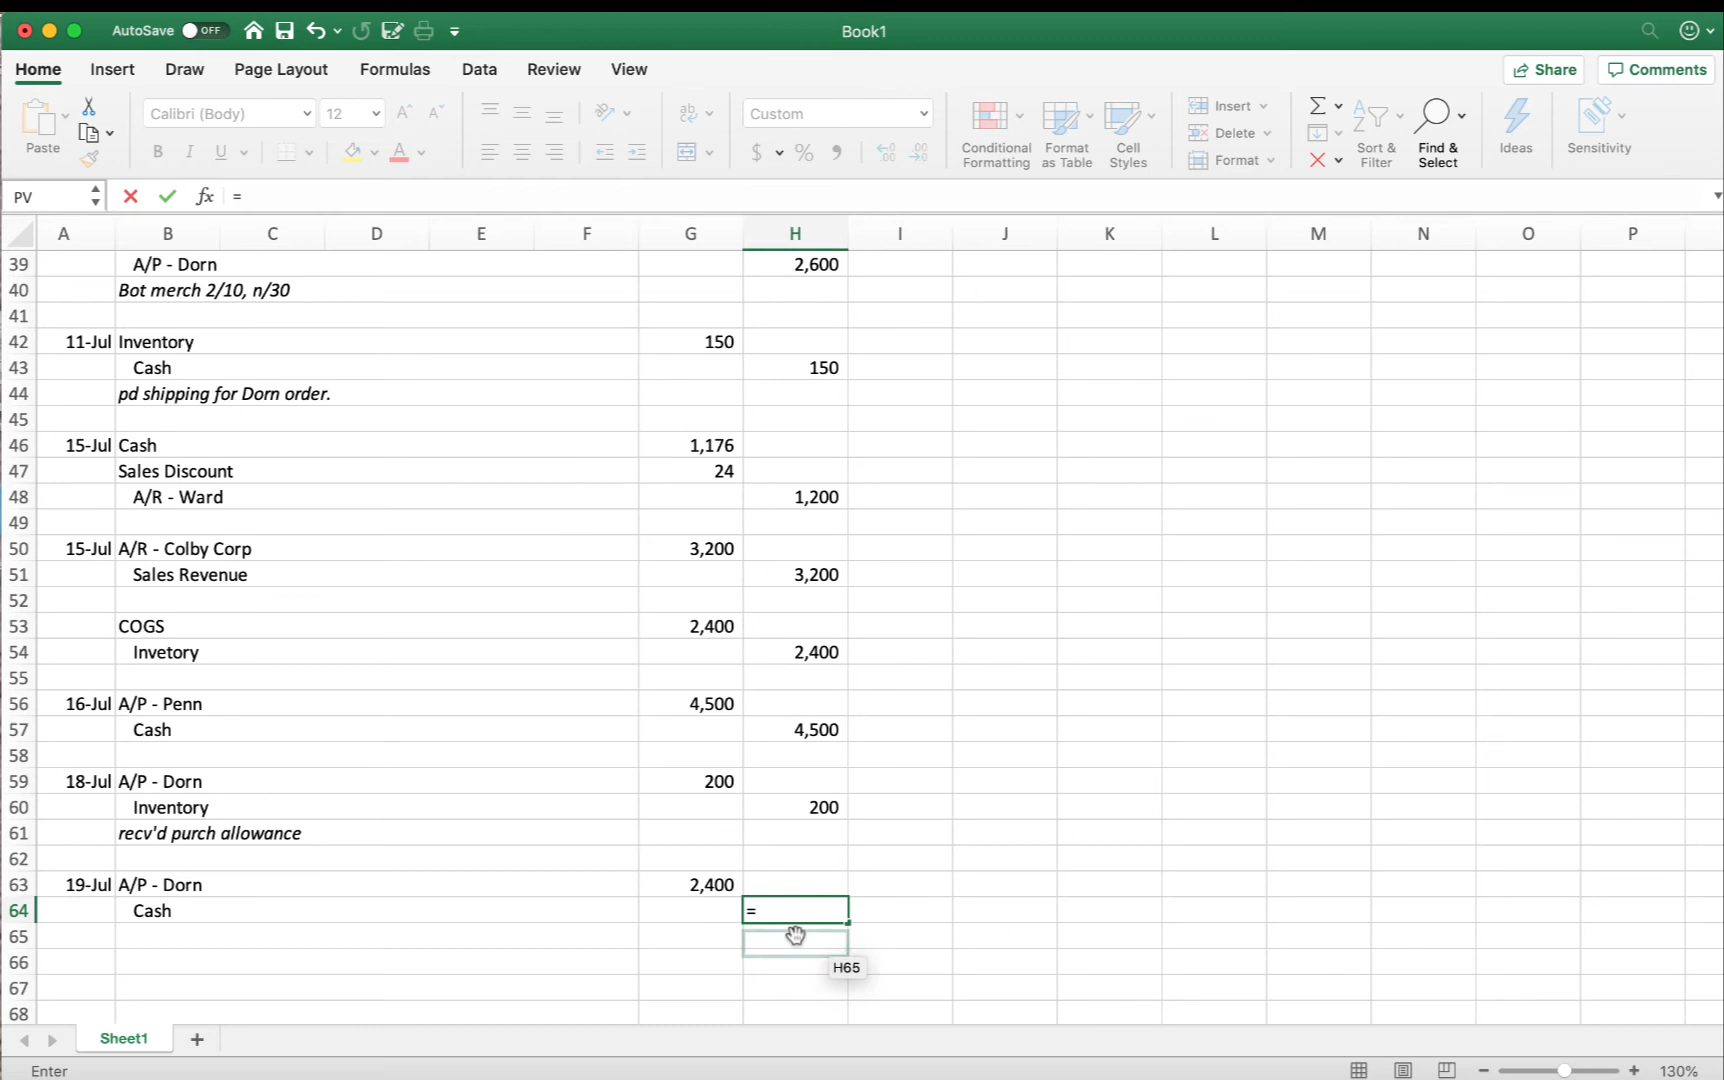 AutoSave OFF Book1
Home Insert Draw Page Layout Formulas Data Review View Share Comments
Paste Calibri (Body) 12 Custom Conditional Formatting Format as Table Cell Styles Insert Delete Format Sort & Filter Find & Select Ideas Sensitivity
PV fx =
A B C D E F G H I J K L M N O P
39 A/P - Dorn 2,600
40 Bot merch 2/10, n/30
41
42 11-Jul Inventory 150
43 Cash 150
44 pd shipping for Dorn order.
45
46 15-Jul Cash 1,176
47 Sales Discount 24
48 A/R - Ward 1,200
49
50 15-Jul A/R - Colby Corp 3,200
51 Sales Revenue 3,200
52
53 COGS 2,400
54 Invetory 2,400
55
56 16-Jul A/P - Penn 4,500
57 Cash 4,500
58
59 18-Jul A/P - Dorn 200
60 Inventory 200
61 recv'd purch allowance
62
63 19-Jul A/P - Dorn 2,400
64 Cash =
65
66 H65
67
68
Sheet1 +
Enter 130%